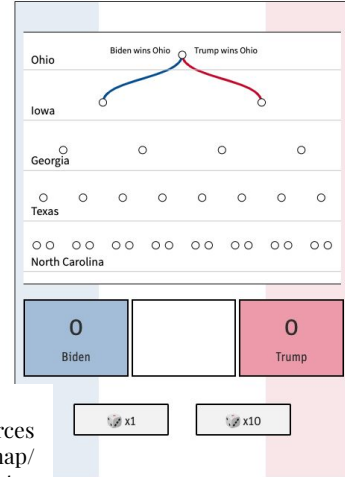 Biden wins Ohio Trump wins Ohio
Ohio
Iowa
Georgia
Texas
North Carolina
0 0
Biden Trump
x1 x10
rces
nap/